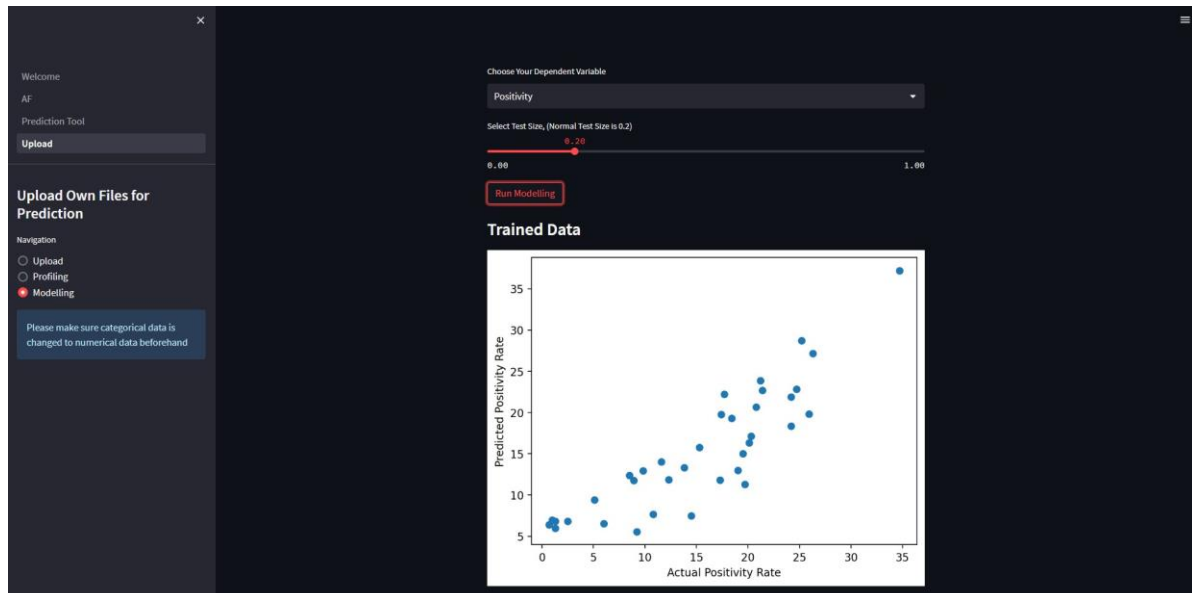 Welcome
AF
Prediction Tool
Upload
Upload Own Files for
Prediction
Navigation
Upload
Profiling
Modelling
Please make sure categorical data is
changed to numerical data beforehand
Choose Your Dependent Variable
Positivity
Select Test Size, (Normal Test Size is 0.2)
0.20
0.00 1.00
Run Modelling
Trained Data
Predicted Positivity Rate
35
30
25
20
15
10
5
0 5 10 15 20 25 30 35
Actual Positivity Rate